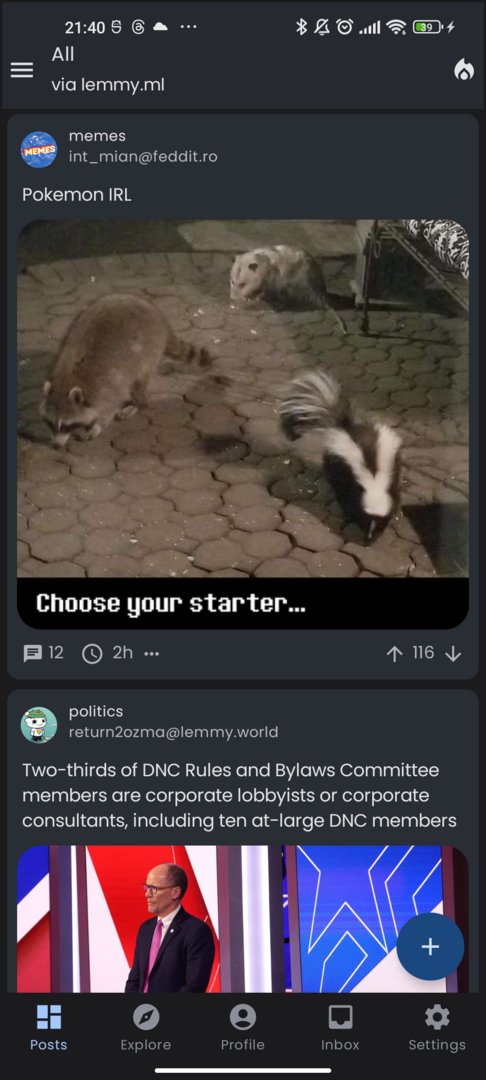 21:40
39
All
via lemmy.ml
MEMES
memes
int_mian@feddit.ro
Pokemon IRL
Choose your starter...
12
2h
116
politics
return2ozma@lemmy.world
Two-thirds of DNC Rules and Bylaws Committee
members are corporate lobbyists or corporate
consultants, including ten at-large DNC members
Posts
Explore
Profile
Inbox
Settings